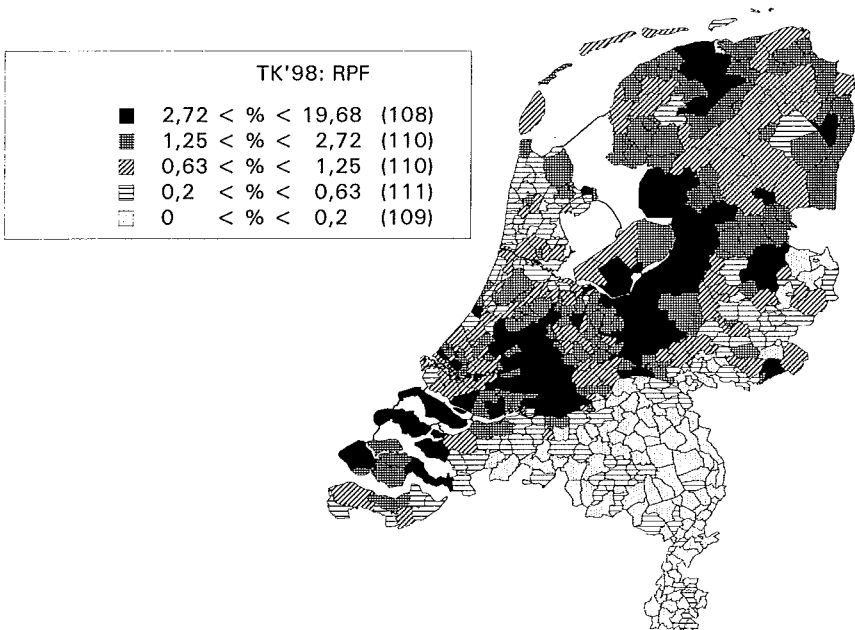 TK'98: RPF
2,72 < % < 19,68 (108)
1,25 < % < 2,72 (110)
0,63 < % < 1,25 (110)
0,2 < % < 0,63 (111)
0 < % < 0,2 (109)